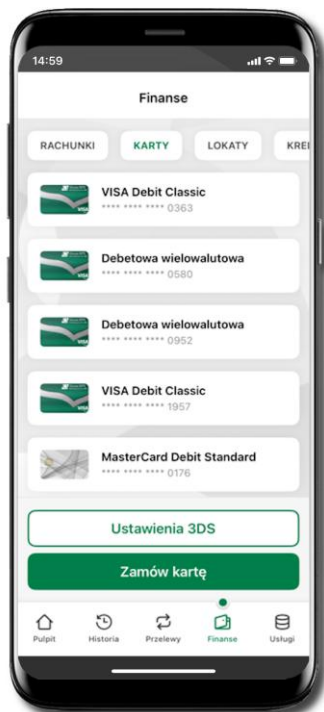 14:59
Finanse
RACHUNKI KARTY LOKATY KREI
VISA Debit Classic
**** **** **** 0363
Debetowa wielowalutowa
**** **** **** 0580
Debetowa wielowalutowa
**** **** **** 0952
VISA Debit Classic
**** **** **** 1957
MasterCard Debit Standard
**** **** **** 0176
Ustawienia 3DS
Zamów kartę
Pulpit Historia Przelewy Finanse Usługi